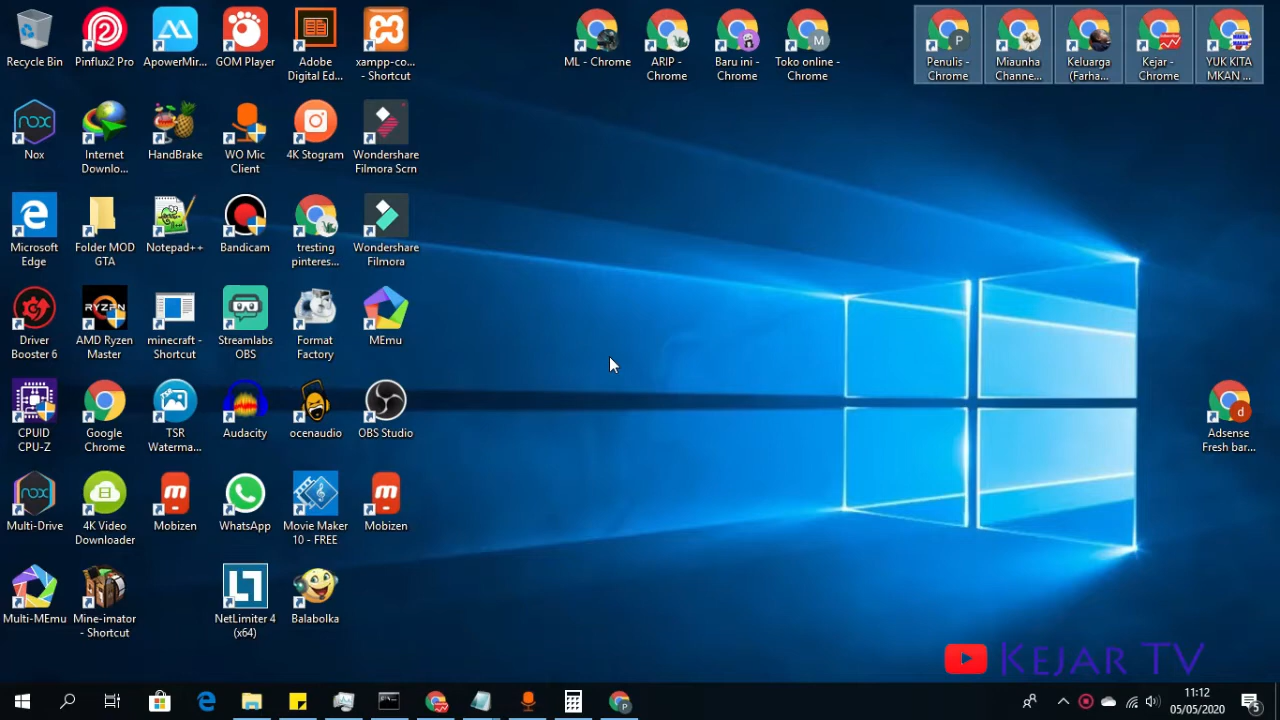 Recycle Bin
Pinflux2 Pro
ApowerMir...
GOM Player
Adobe
Digital Ed...
xampp-co...
- Shortcut
ML - Chrome
ARIP -
Chrome
Baru ini -
Chrome
Toko online -
Chrome
M
P
Penulis -
Chrome
Miaunha
Channe...
Keluarga
(Farha...
Kejar -
Chrome
YUK KITA
MKAN ...
nox
Nox
Internet
Downlo...
HandBrake
WO Mic
Client
4K Stogram
Wondershare
Filmora Scrn
Microsoft
Edge
Folder MOD
GTA
Notepad++
Bandicam
tresting
pinteres...
Wondershare
Filmora
Driver
Booster 6
RYZEN
AMD Ryzen
Master
minecraft -
Shortcut
Streamlabs
OBS
Format
Factory
MEmu
CPUID
CPU-Z
Google
Chrome
TSR
Waterma...
Audacity
ocenaudio
OBS Studio
d
Adsense
Fresh bar...
nox
Multi-Drive
4K Video
Downloader
Mobizen
WhatsApp
Movie Maker
10 - FREE
Mobizen
Multi-MEmu
Mine-imator
- Shortcut
NetLimiter 4
(x64)
Balabolka
KEJAR TV
P
11:12
05/05/2020
5